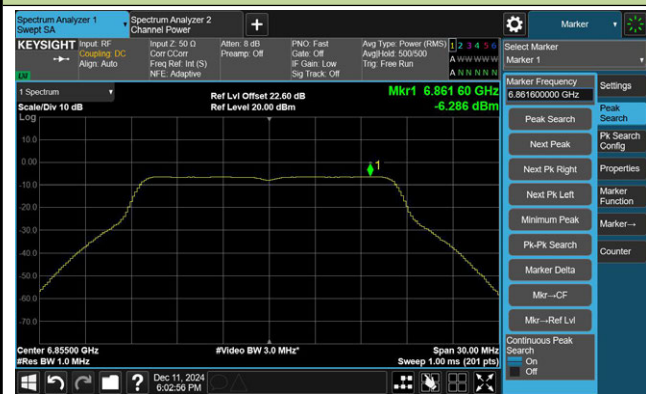 Spectrum Analyzer 1
Swept SA
Spectrum Analyzer 2
Channel Power
+
Marker
KEYSIGHT
Input: RF
Coupling: DC
Align: Auto
Input Z: 50 Ω
Corr CCorr
Freq Ref: Int (S)
NFE: Adaptive
Atten: 8 dB
Preamp: Off
PNO: Fast
Gate: Off
IF Gain: Low
Sig Track: Off
Avg Type: Power (RMS)
Avg|Hold: 500/500
Trig: Free Run
1 2 3 4 5 6
A W W W W W
A N N N N N
LXI
Select Marker
Marker 1
1 Spectrum
Scale/Div 10 dB
Log
Ref Lvl Offset 22.60 dB
Ref Level 20.00 dBm
Mkr1 6.861 60 GHz
-6.286 dBm
10.0
0.00
-10.0
-20.0
-30.0
-40.0
-50.0
-60.0
-70.0
1
Center 6.85500 GHz
#Res BW 1.0 MHz
#Video BW 3.0 MHz*
Span 30.00 MHz
Sweep 1.00 ms (201 pts)
Marker Frequency
6.861600000 GHz
Peak Search
Next Peak
Next Pk Right
Next Pk Left
Minimum Peak
Pk-Pk Search
Marker Delta
Mkr→CF
Mkr→Ref Lvl
Continuous Peak
Search
On
Off
Settings
Peak
Search
Pk Search
Config
Properties
Marker
Function
Marker→
Counter
?
Dec 11, 2024
6:02:56 PM